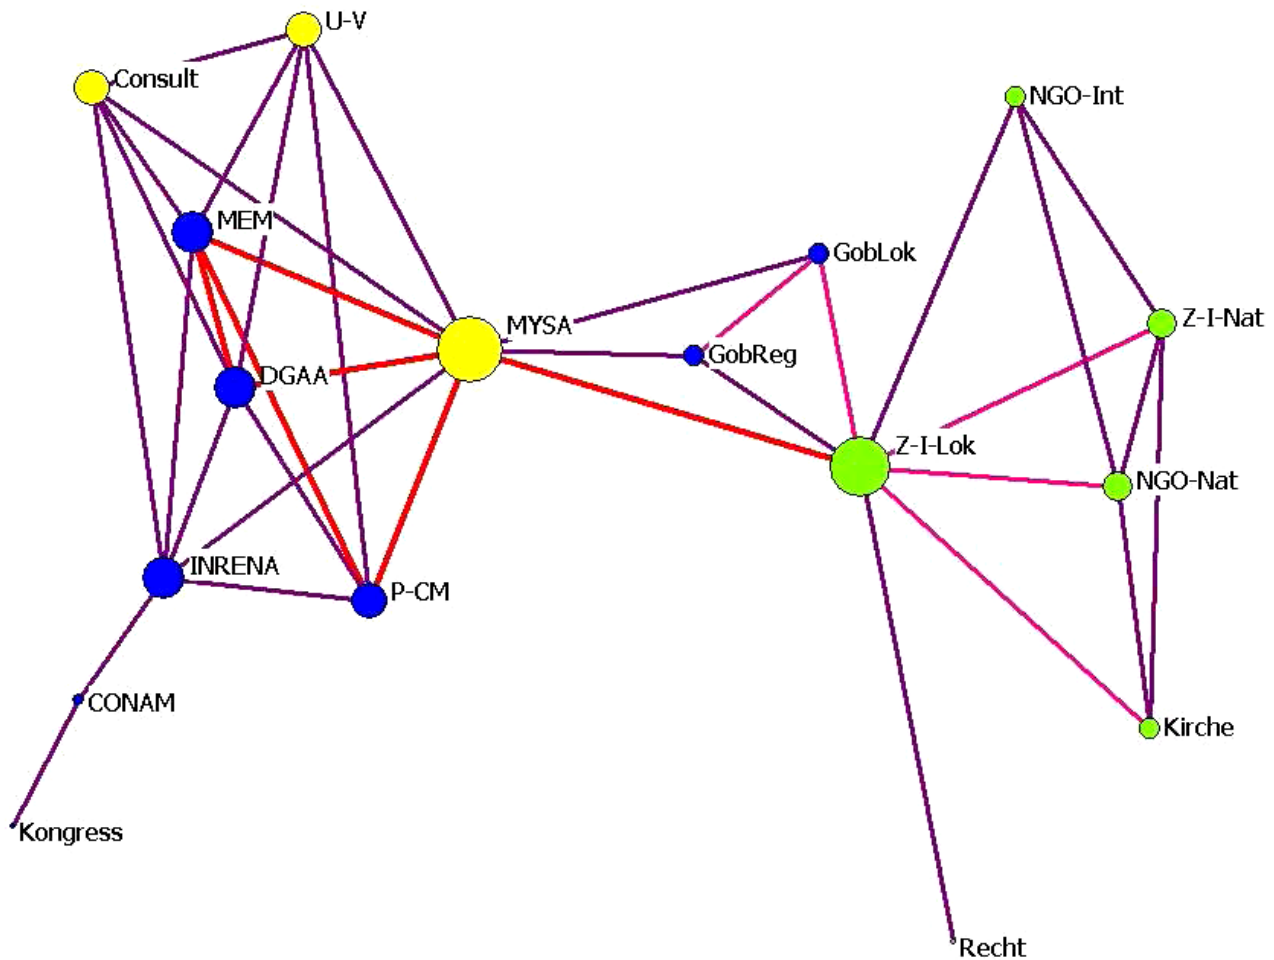 U-V
Consult
NGO-Int
MEM
GobLok
MYSA
Z-I-Nat
GobReg
DGAA
Z-I-Lok
NGO-Nat
INRENA
P-CM
CONAM
Kirche
Kongress
Recht